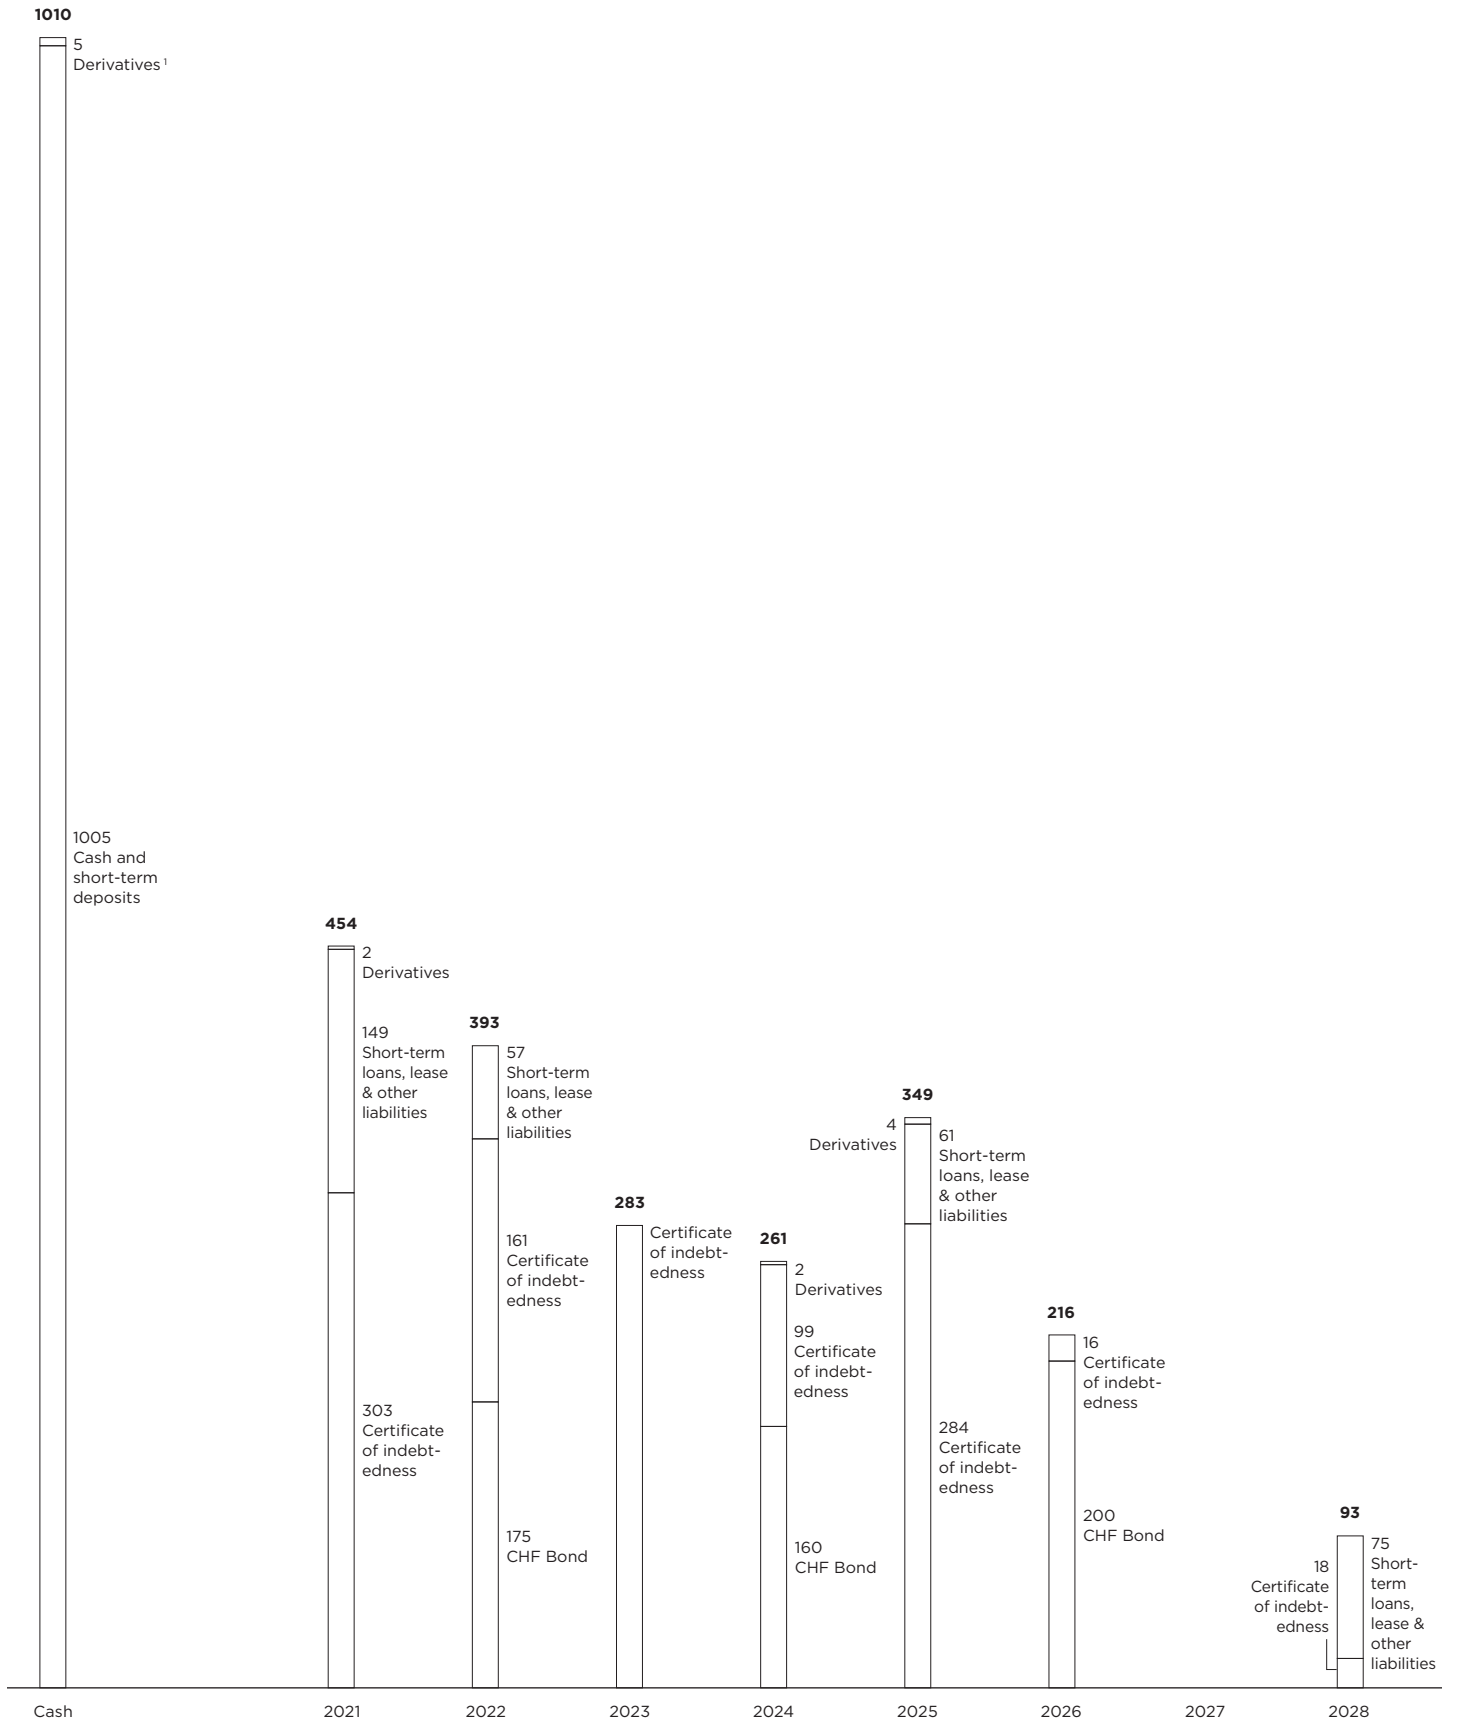 1010
5
Derivatives ¹
1005
Cash and
short-term
deposits
454
2
Derivatives
149
Short-term
loans, lease
& other
liabilities
303
Certificate
of indebt-
edness
393
57
Short-term
loans, lease
& other
liabilities
161
Certificate
of indebt-
edness
175
CHF Bond
283
Certificate
of indebt-
edness
261
2
Derivatives
99
Certificate
of indebt-
edness
160
CHF Bond
349
4
Derivatives
61
Short-term
loans, lease
& other
liabilities
284
Certificate
of indebt-
edness
216
16
Certificate
of indebt-
edness
200
CHF Bond
93
75
Short-
term
loans,
lease &
other
liabilities
18
Certificate
of indebt-
edness
Cash 2021 2022 2023 2024 2025 2026 2027 2028